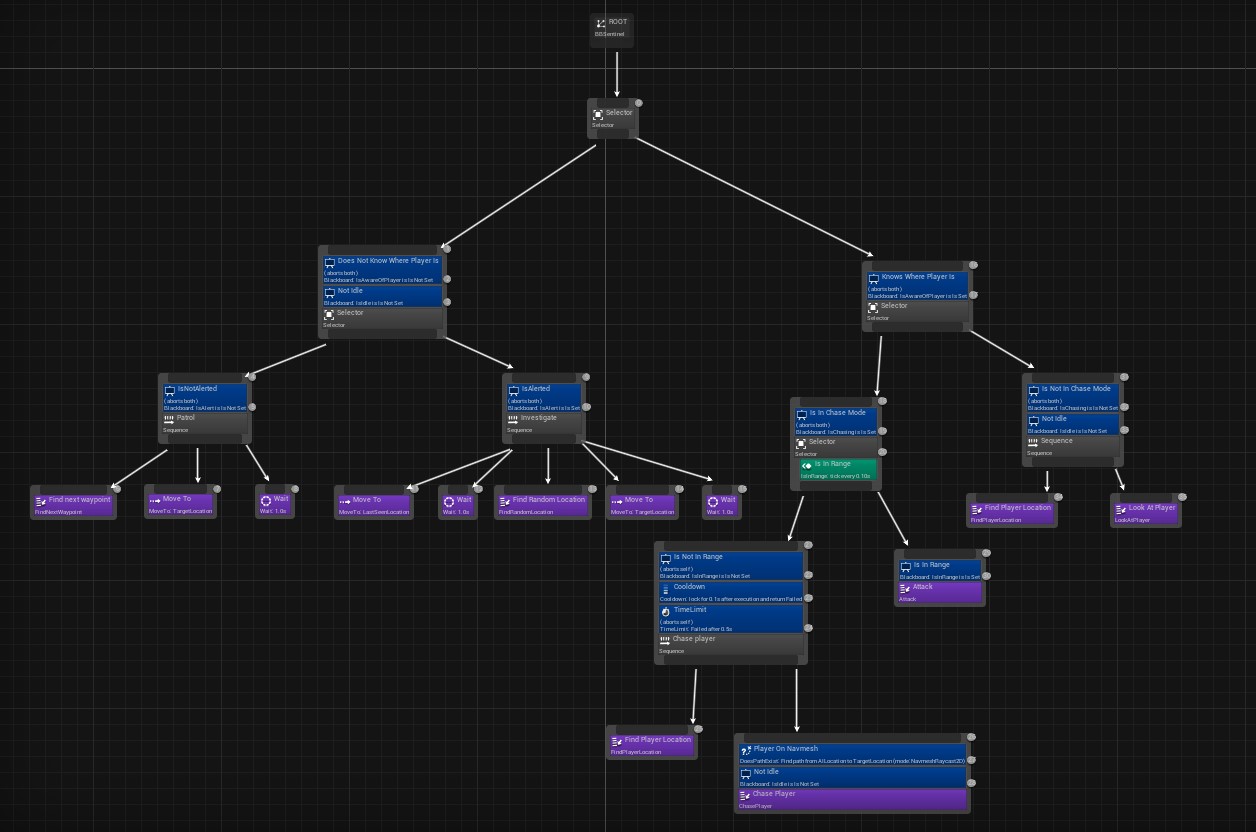 ROOT
BBSentinel
Selector
Selector
Does Not Know Where Player Is
( aborts both )
Blackboard: IsAwareOfPlayer is Is Not Set
Not Idle
Blackboard: IsIdle is Is Not Set
Selector
Selector
Knows Where Player Is
( aborts both )
Blackboard: IsAwareOfPlayer is Is Set
Selector
Selector
IsNotAlerted
( aborts both )
Blackboard: IsAlert is Is Not Set
Patrol
Sequence
IsAlerted
( aborts both )
Blackboard: IsAlert is Is Set
Investigate
Sequence
Is In Chase Mode
( aborts both )
Blackboard: IsChasing is Is Set
Selector
Selector
Is In Range
IsInRange: tick every 0.10s
Is Not In Chase Mode
( aborts both )
Blackboard: IsChasing is Is Not Set
Not Idle
Blackboard: IsIdle is Is Not Set
Sequence
Sequence
Find next waypoint
FindNextWaypoint
Move To
MoveTo: TargetLocation
Wait
Wait: 1.0s
Move To
MoveTo: LastSeenLocation
Wait
Wait: 1.0s
Find Random Location
FindRandomLocation
Move To
MoveTo: TargetLocation
Wait
Wait: 1.0s
Find Player Location
FindPlayerLocation
Look At Player
LookAtPlayer
Is Not In Range
( aborts self )
Blackboard: IsInRange is Is Not Set
Cooldown
Cooldown: lock for 0.1s after execution and return Failed
TimeLimit
( aborts self )
TimeLimit: Failed after 0.5s
Chase player
Sequence
Is In Range
Blackboard: IsInRange is Is Set
Attack
Attack
Find Player Location
FindPlayerLocation
Player On Navmesh
DoesPathExist: Find path from AILocation to TargetLocation (mode:NavmeshRaycast2D)
Not Idle
Blackboard: IsIdle is Is Not Set
Chase Player
ChasePlayer